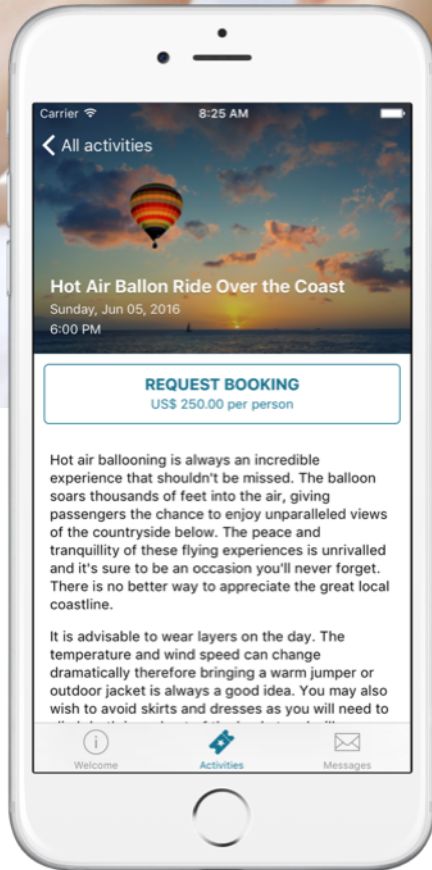 Carrier 8:25 AM
All activities
Hot Air Ballon Ride Over the Coast
Sunday, Jun 05, 2016
6:00 PM
REQUEST BOOKING
US$ 250.00 per person
Hot air ballooning is always an incredible
experience that shouldn't be missed. The balloon
soars thousands of feet into the air, giving
passengers the chance to enjoy unparalleled views
of the countryside below. The peace and
tranquillity of these flying experiences is unrivalled
and it's sure to be an occasion you'll never forget.
There is no better way to appreciate the great local
coastline.
It is advisable to wear layers on the day. The
temperature and wind speed can change
dramatically therefore bringing a warm jumper or
outdoor jacket is always a good idea. You may also
wish to avoid skirts and dresses as you will need to
Welcome Activities Messages